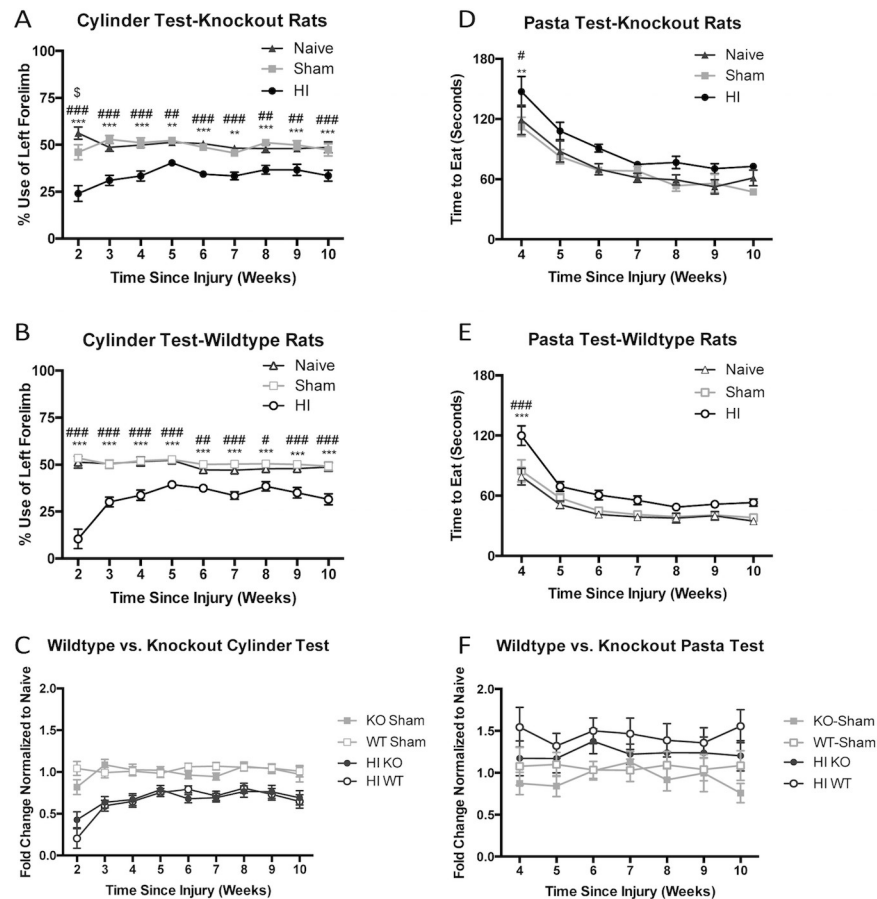 A
Cylinder Test-Knockout Rats
Naive
Sham
HI
$
### ### ### ## ### ### ## ## ###
*** *** *** ** *** ** *** ** ***
100
75
50
25
0
% Use of Left Forelimb
2 3 4 5 6 7 8 9 10
Time Since Injury (Weeks)
D
Pasta Test-Knockout Rats
Naive
Sham
HI
#
**
180
120
60
0
Time to Eat (Seconds)
4 5 6 7 8 9 10
Time Since Injury (Weeks)
B
Cylinder Test-Wildtype Rats
Naive
Sham
HI
### ### ### ### ## ### # ### ###
*** *** *** *** *** *** *** *** ***
100
75
50
25
0
% Use of Left Forelimb
2 3 4 5 6 7 8 9 10
Time Since Injury (Weeks)
E
Pasta Test-Wildtype Rats
Naive
Sham
HI
###
***
180
120
60
0
Time to Eat (Seconds)
4 5 6 7 8 9 10
Time Since Injury (Weeks)
C
Wildtype vs. Knockout Cylinder Test
2.0
1.5
1.0
0.5
0.0
Fold Change Normalized to Naive
KO Sham
WT Sham
HI KO
HI WT
2 3 4 5 6 7 8 9 10
Time Since Injury (Weeks)
F
Wildtype vs. Knockout Pasta Test
2.0
1.5
1.0
0.5
0.0
Fold Change Normalized to Naive
KO-Sham
WT-Sham
HI KO
HI WT
4 5 6 7 8 9 10
Time Since Injury (Weeks)